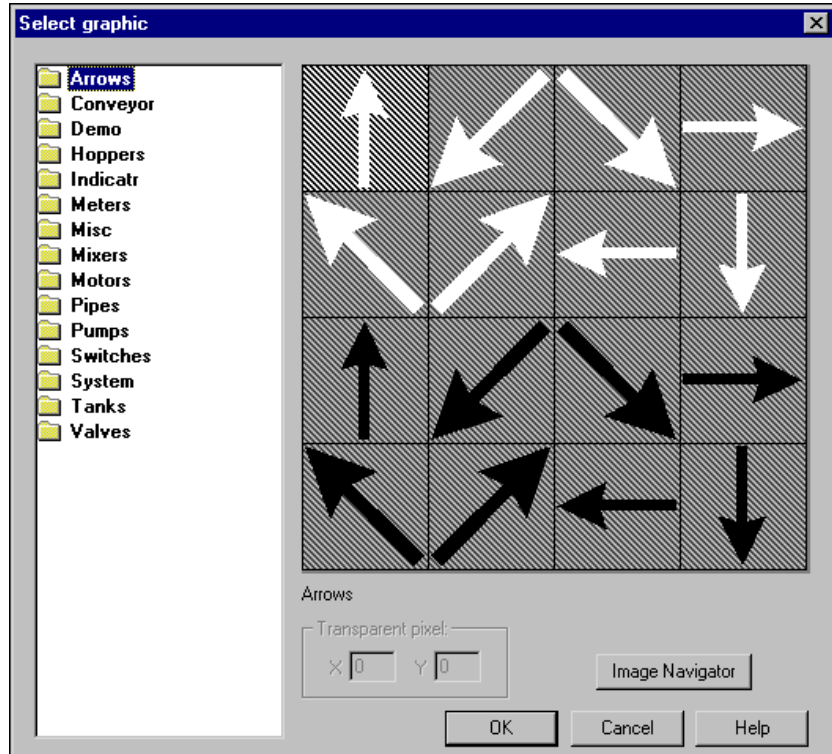 Select graphic
Arrows
Conveyor
Demo
Hoppers
Indicatr
Meters
Misc
Mixers
Motors
Pipes
Pumps
Switches
System
Tanks
Valves
Arrows
Transparent pixel:
X 0 Y 0
Image Navigator
OK Cancel Help